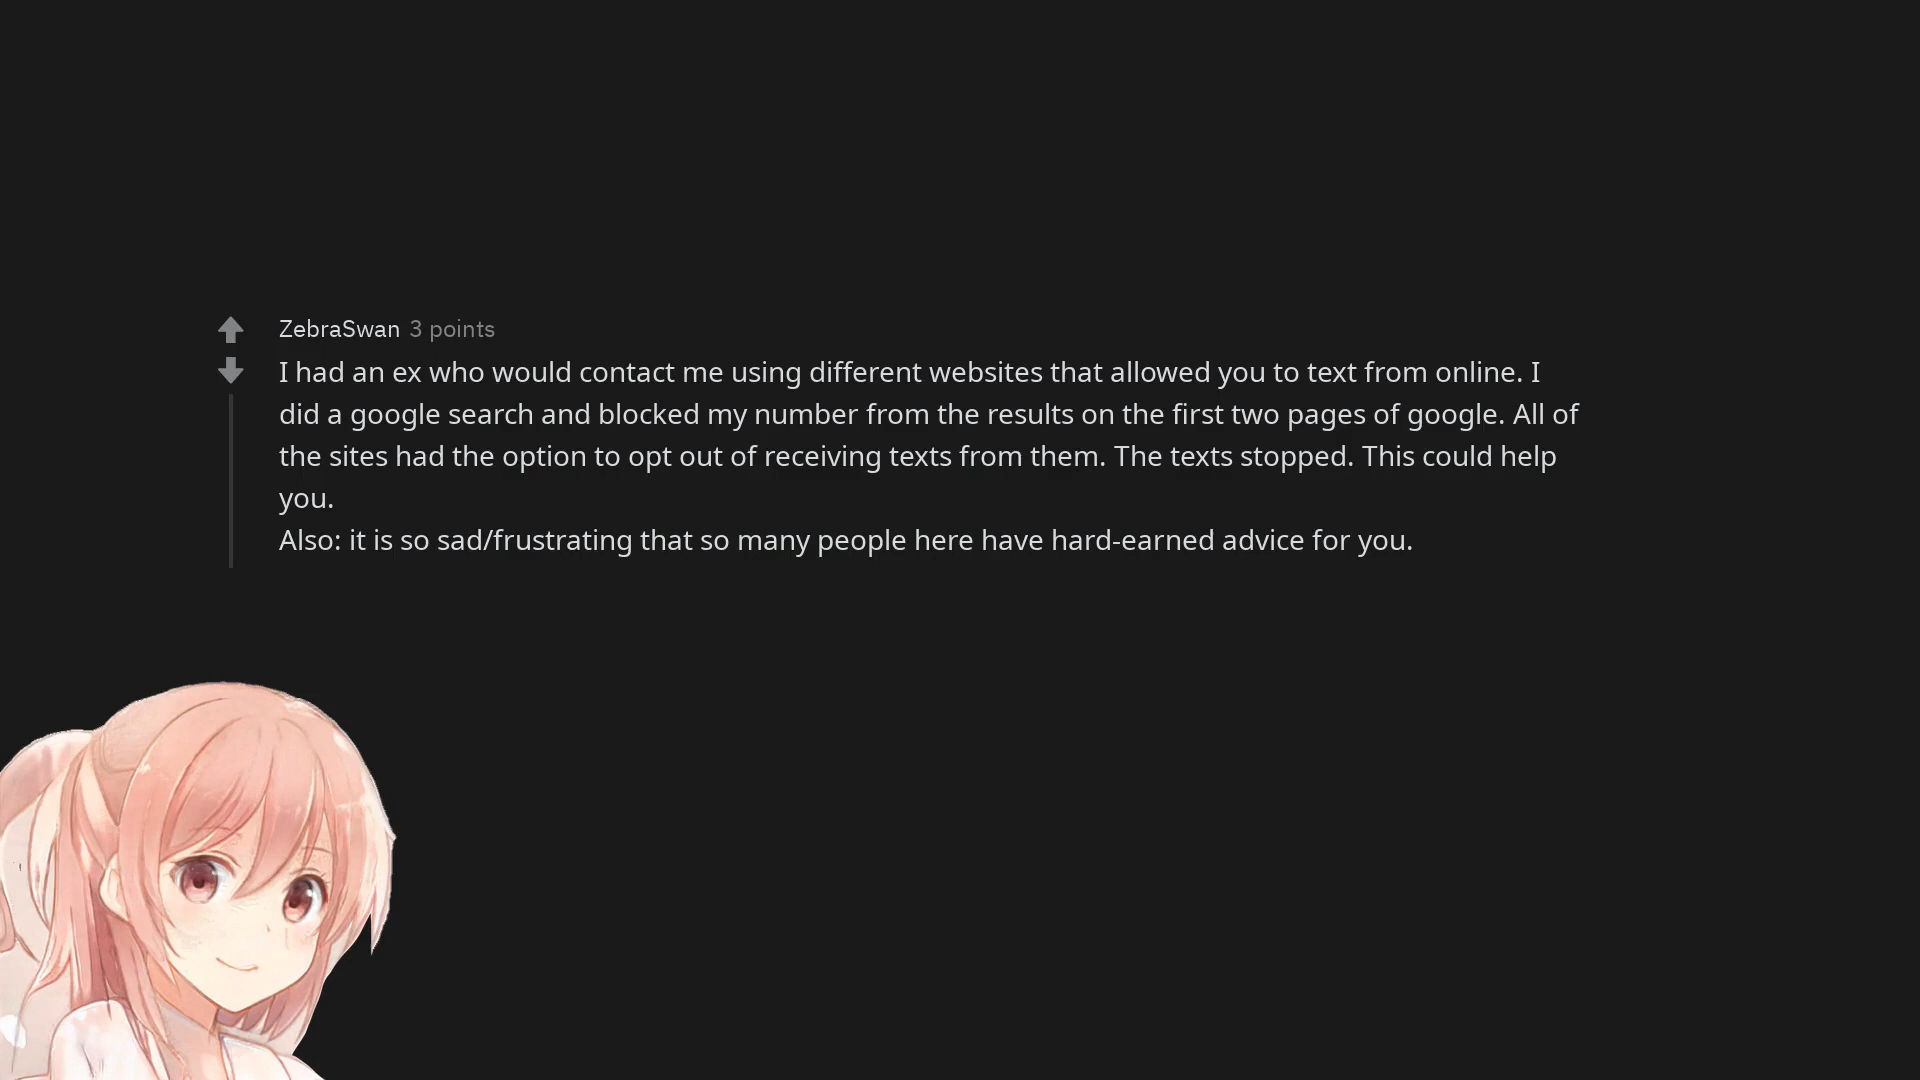 ZebraSwan 3 points
I had an ex who would contact me using different websites that allowed you to text from online. I
did a google search and blocked my number from the results on the first two pages of google. All of
the sites had the option to opt out of receiving texts from them. The texts stopped. This could help
you.
Also: it is so sad/frustrating that so many people here have hard-earned advice for you.